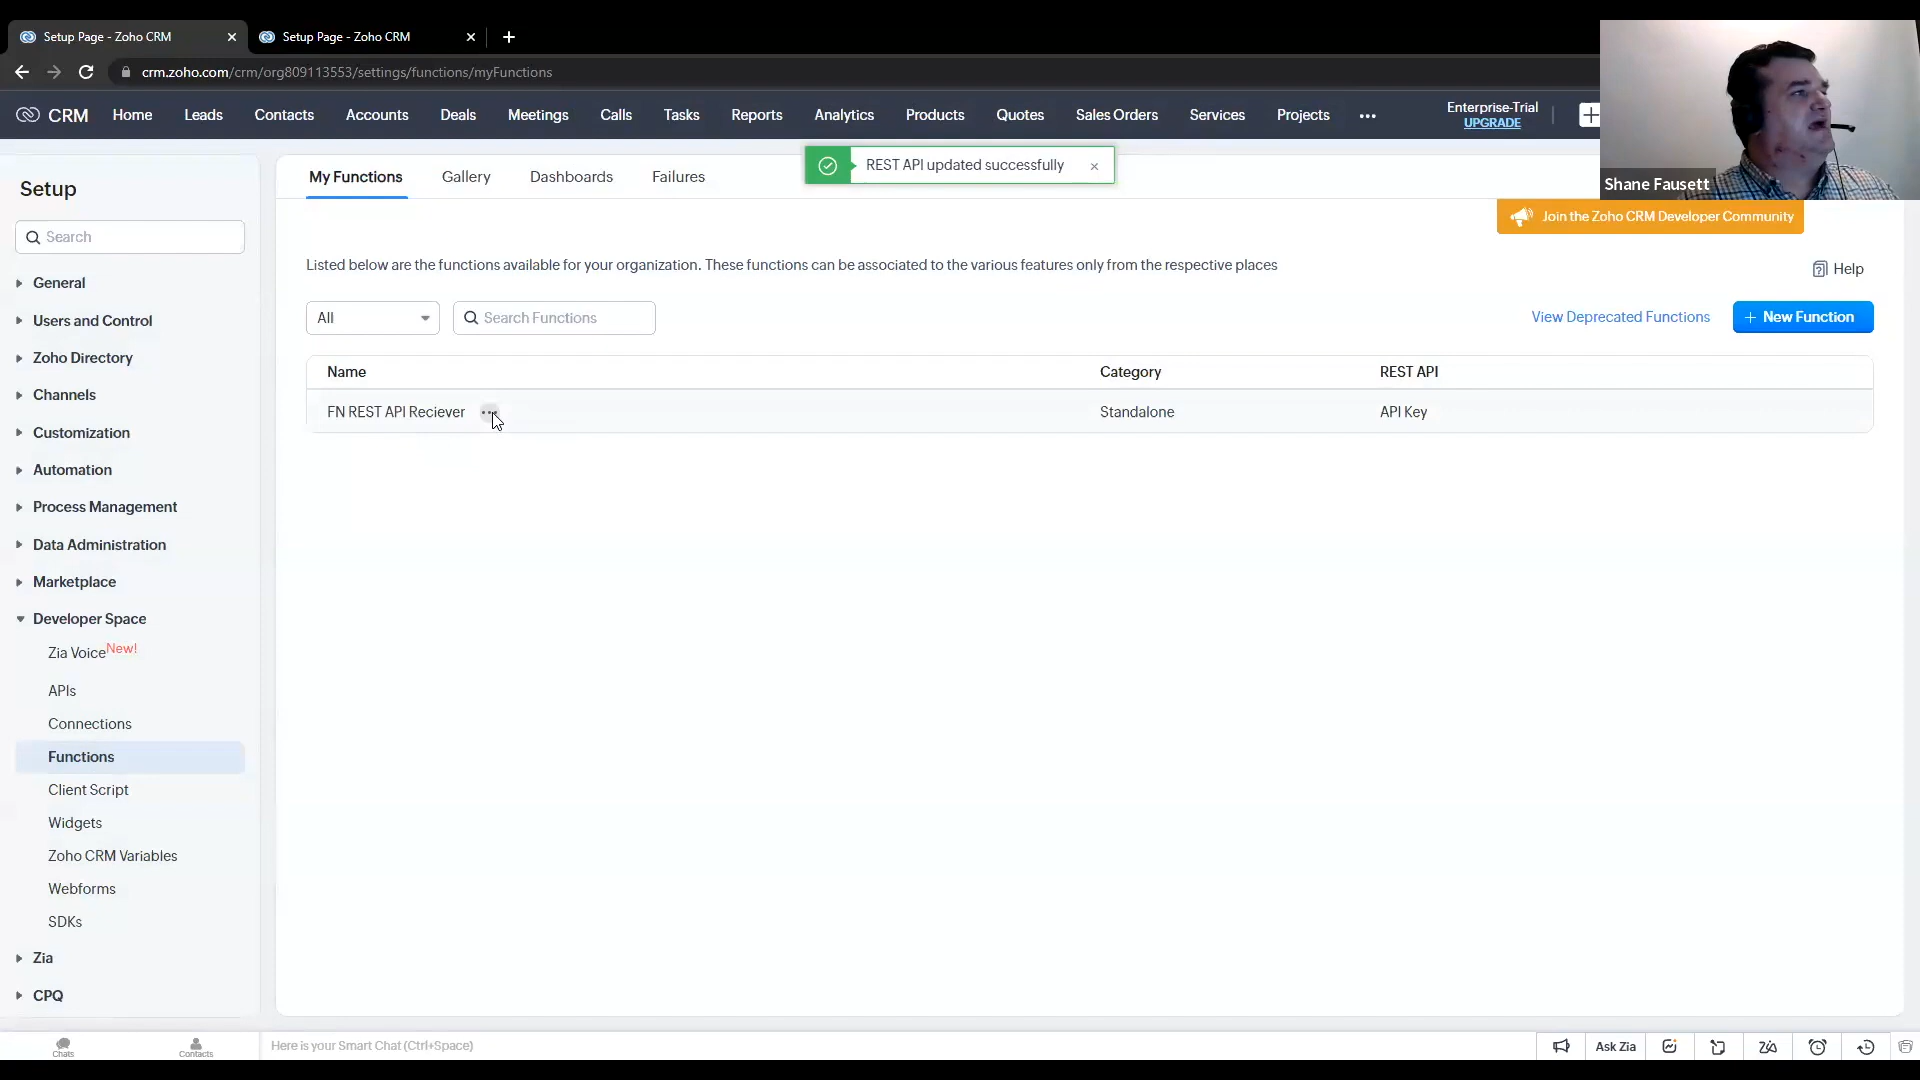 Setup Page - Zoho CRM
Setup Page - Zoho CRM
crm.zoho.com/crm/org809113553/settings/functions/myFunctions
CRM
Home
Leads
Contacts
Accounts
Deals
Meetings
Calls
Tasks
Reports
Analytics
Products
Quotes
Sales Orders
Services
Projects
Enterprise-Trial
UPGRADE
Shane Fausett
Setup
Search
General
Users and Control
Zoho Directory
Channels
Customization
Automation
Process Management
Data Administration
Marketplace
Developer Space
Zia Voice New!
APIs
Connections
Functions
Client Script
Widgets
Zoho CRM Variables
Webforms
SDKs
Zia
CPQ
My Functions
Gallery
Dashboards
Failures
REST API updated successfully
Join the Zoho CRM Developer Community
Listed below are the functions available for your organization. These functions can be associated to the various features only from the respective places
Help
All
Search Functions
View Deprecated Functions
+ New Function
Name
Category
REST API
FN REST API Reciever
Standalone
API Key
Chats
Contacts
Here is your Smart Chat (Ctrl+Space)
Ask Zia